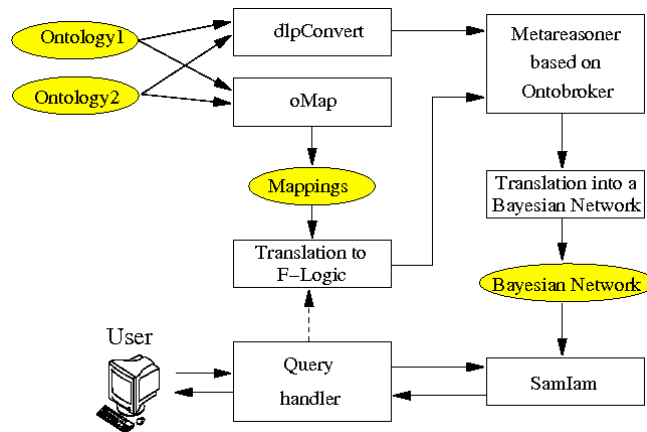 Ontology1
dlpConvert
Metareasoner
based on
Ontobroker
Ontology2
oMap
Mappings
Translation into a
Bayesian Network
Translation to
F-Logic
Bayesian Network
User
Query
handler
SamIam